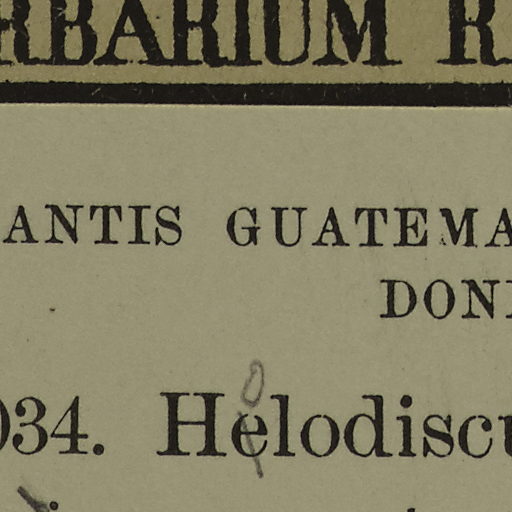 RBARIUM R
ANTIS GUATEMA
DON
034. Helodiscu